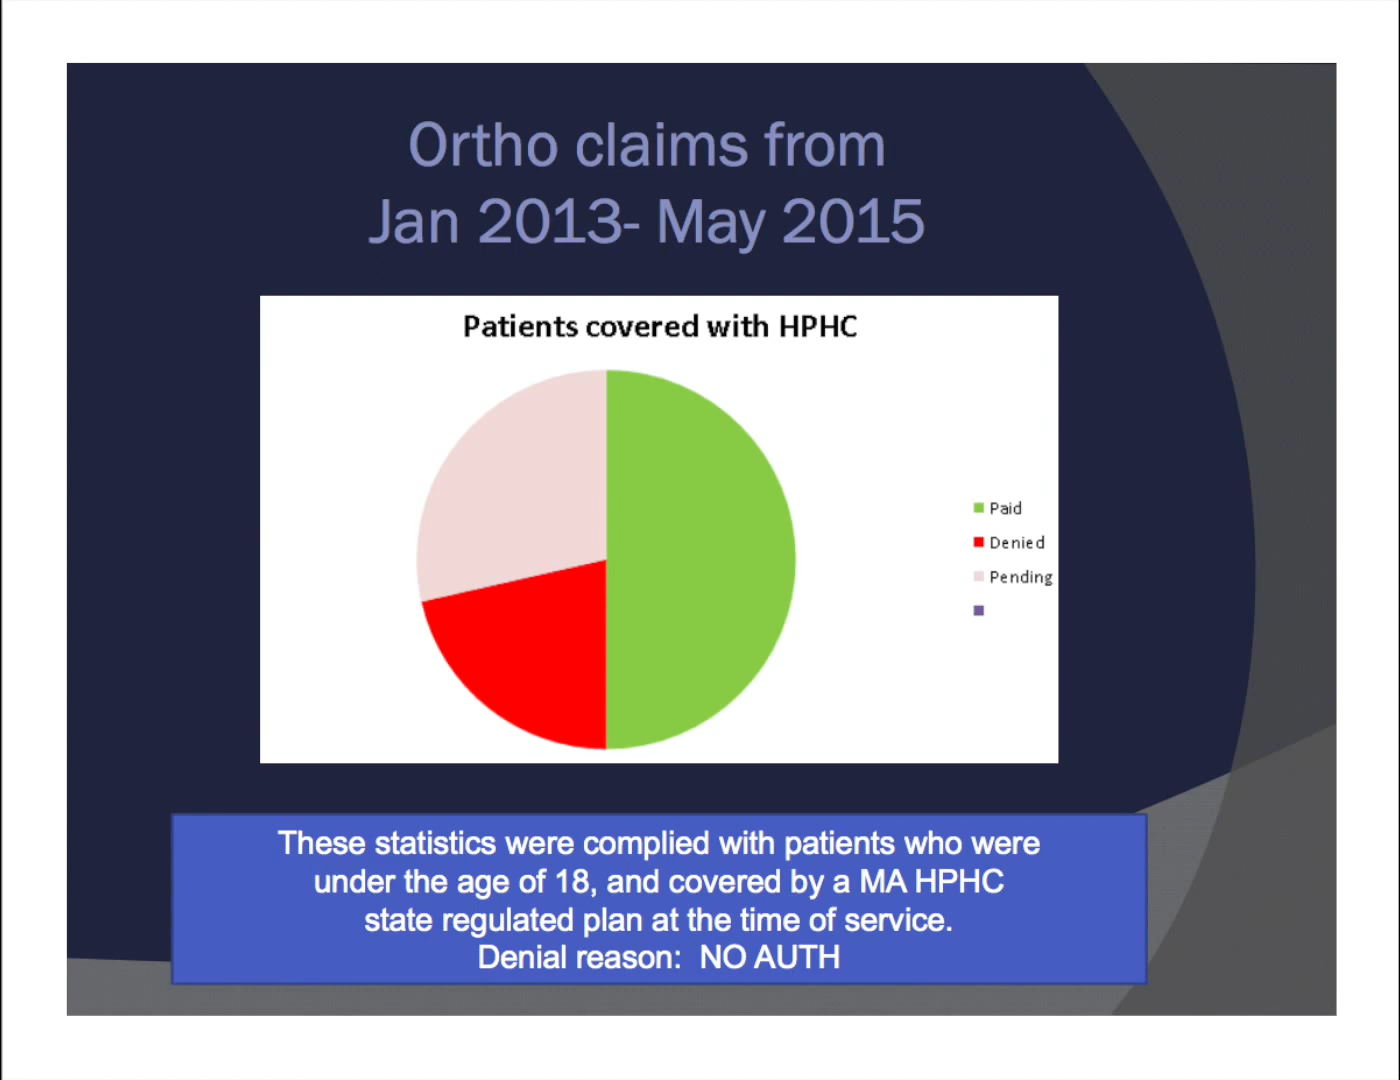 Ortho claims from
Jan 2013- May 2015
Patients covered with HPHC
Paid
Denied
Pending
These statistics were complied with patients who were
under the age of 18, and covered by a MA HPHC
state regulated plan at the time of service.
Denial reason:  NO AUTH